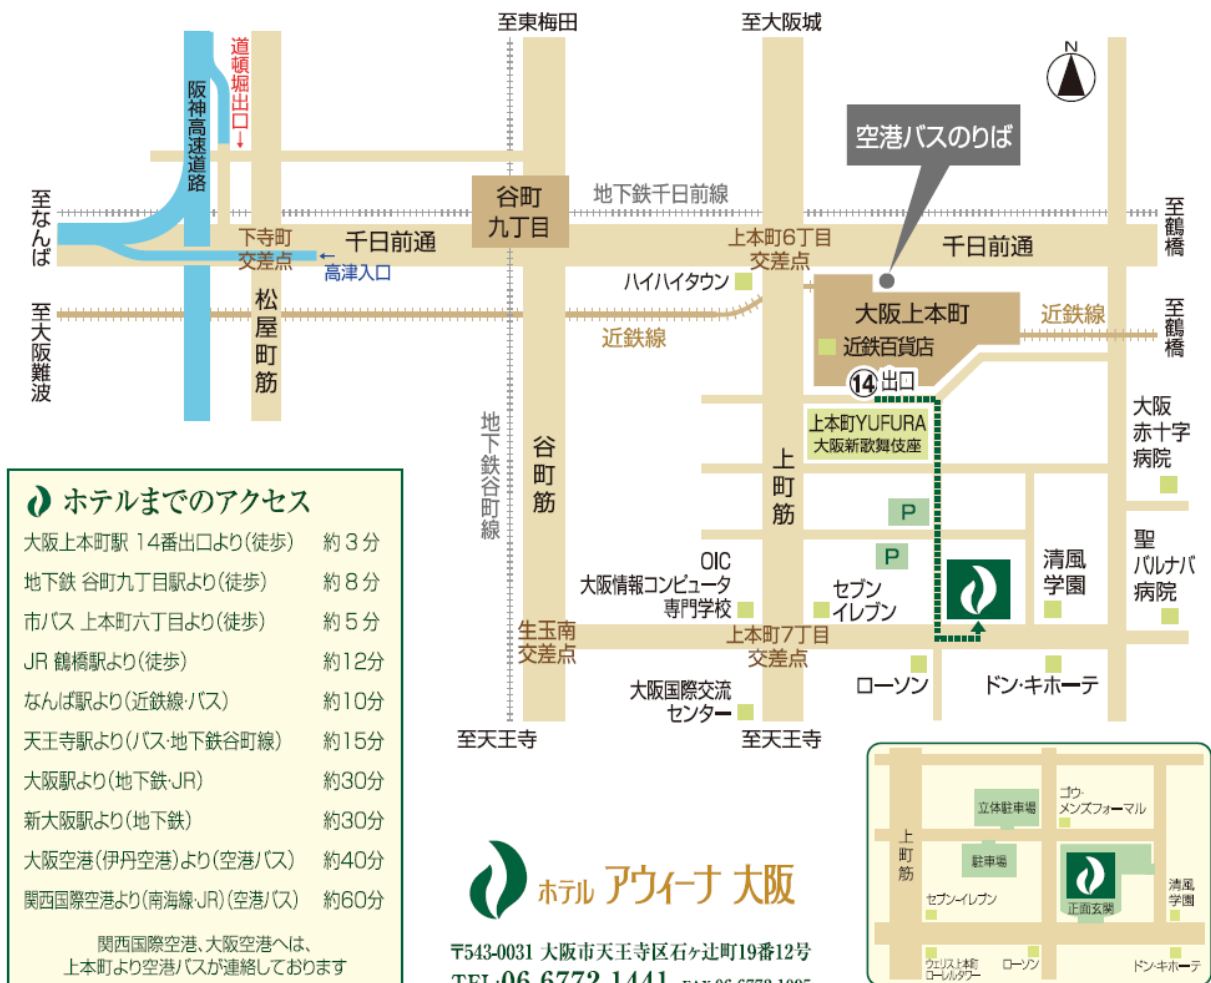 至東梅田
至大阪城
N
道頓堀出口
阪神高速道路
空港バスのりば
至なんば
谷町
九丁目
地下鉄千日前線
至鶴橋
下寺町
交差点
千日前通
上本町6丁目
交差点
千日前通
高津入口
ハイハイタウン
至大阪難波
松屋町筋
近鉄線
大阪上本町
近鉄線
至鶴橋
近鉄百貨店
⑭出口
地下鉄谷町線
谷町筋
上町筋
上本町YUFURA
大阪新歌舞伎座
大阪
赤十字
病院
P
P
OIC
大阪情報コンピュータ
専門学校
セブン
イレブン
清風
学園
聖
バルナバ
病院
生玉南
交差点
上本町7丁目
交差点
大阪国際交流
センター
ローソン
ドン・キホーテ
至天王寺
至天王寺
ホテルまでのアクセス
大阪上本町駅 14番出口より(徒歩) 約3分
地下鉄 谷町九丁目駅より(徒歩) 約8分
市バス 上本町六丁目より(徒歩) 約5分
JR 鶴橋駅より(徒歩) 約12分
なんば駅より(近鉄線・バス) 約10分
天王寺駅より(バス・地下鉄谷町線) 約15分
大阪駅より(地下鉄・JR) 約30分
新大阪駅より(地下鉄) 約30分
大阪空港(伊丹空港)より(空港バス) 約40分
関西国際空港より(南海線・JR)(空港バス) 約60分
関西国際空港、大阪空港へは、
上本町より空港バスが連絡しております
ホテル アウィーナ 大阪
〒543-0031 大阪市天王寺区石ヶ辻町19番12号
TEL:06-6772-1441 FAX:06-6772-1095
上町筋
立体駐車場
ゴウ・
メンズフォーマル
駐車場
セブン-イレブン
正面玄関
清風
学園
ウェリス上本町
ローレルタワー
ローソン
ドン・キホーテ